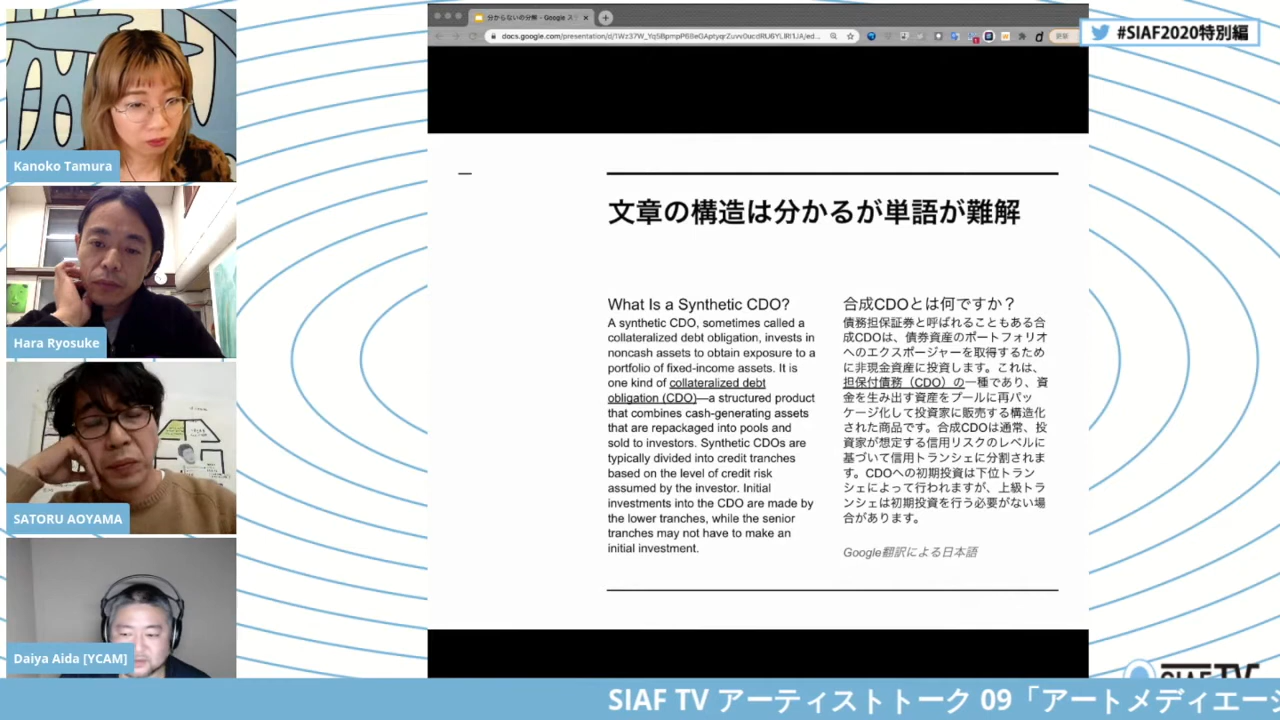 分からないの分解 - Google ス
#SIAF2020特別編
Kanoko Tamura
Hara Ryosuke
SATORU AOYAMA
Daiya Aida [YCAM]
文章の構造は分かるが単語が難解
What Is a Synthetic CDO?
A synthetic CDO, sometimes called a
collateralized debt obligation, invests in
noncash assets to obtain exposure to a
portfolio of fixed-income assets. It is
one kind of collateralized debt
obligation (CDO)—a structured product
that combines cash-generating assets
that are repackaged into pools and
sold to investors. Synthetic CDOs are
typically divided into credit tranches
based on the level of credit risk
assumed by the investor. Initial
investments into the CDO are made by
the lower tranches, while the senior
tranches may not have to make an
initial investment.
合成CDOとは何ですか？
債務担保証券と呼ばれることもある合
成CDOは、債券資産のポートフォリオ
へのエクスポージャーを取得するため
に非現金資産に投資します。これは、
担保付債務（CDO）の一種であり、資
金を生み出す資産をプールに再パッ
ケージ化して投資家に販売する構造化
された商品です。合成CDOは通常、投
資家が想定する信用リスクのレベルに
基づいて信用トランシェに分割されま
す。CDOへの初期投資は下位トラン
シェによって行われますが、上級トラ
ンシェは初期投資を行う必要がない場
合があります。
Google翻訳による日本語
SIAF TV
SIAF TV アーティストトーク 09「アートメディエーシ